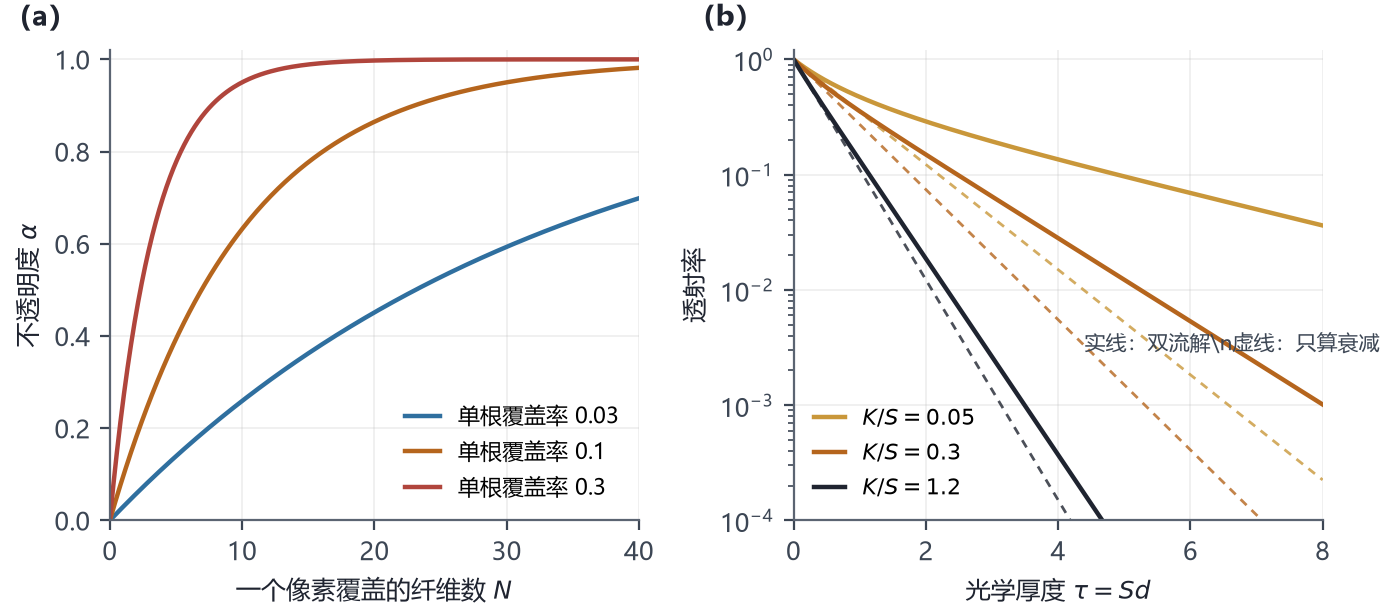 (a)
不透明度 α
1.0
0.8
0.6
0.4
0.2
0.0
单根覆盖率 0.03
单根覆盖率 0.1
单根覆盖率 0.3
0 10 20 30 40
一个像素覆盖的纤维数 N
(b)
透射率
10⁰
10⁻¹
10⁻²
10⁻³
10⁻⁴
实线：双流解\n虚线：只算衰减
K/S = 0.05
K/S = 0.3
K/S = 1.2
0 2 4 6 8
光学厚度 τ = Sd